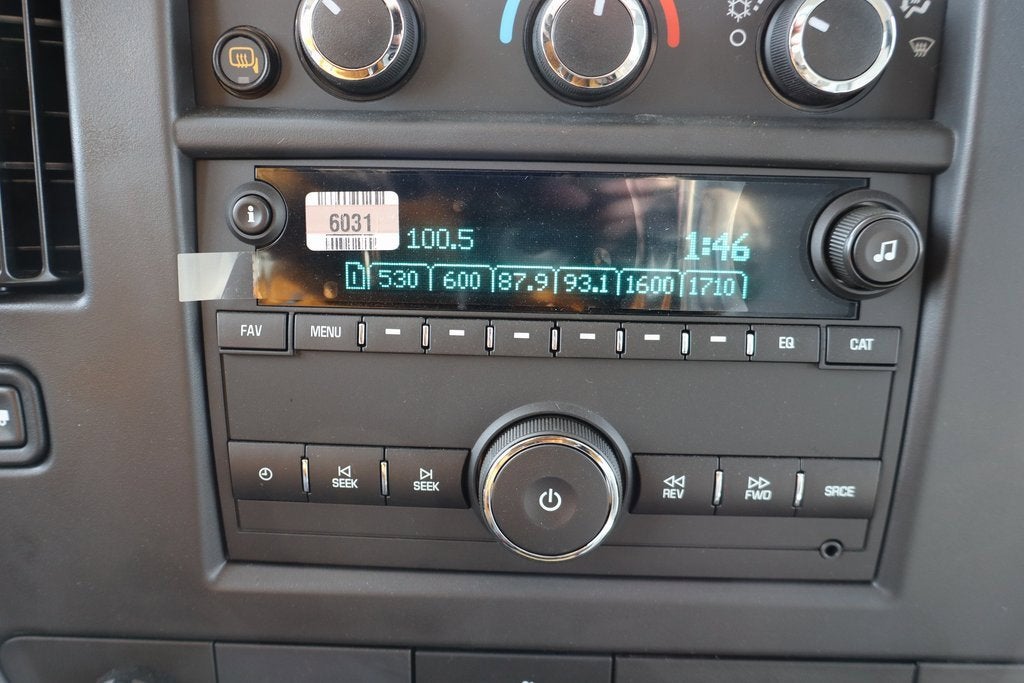 6031
100.5 1:46
1 530 600 87.9 93.1 1600 1710
FAV MENU EQ CAT
SEEK SEEK REV FWD SRCE